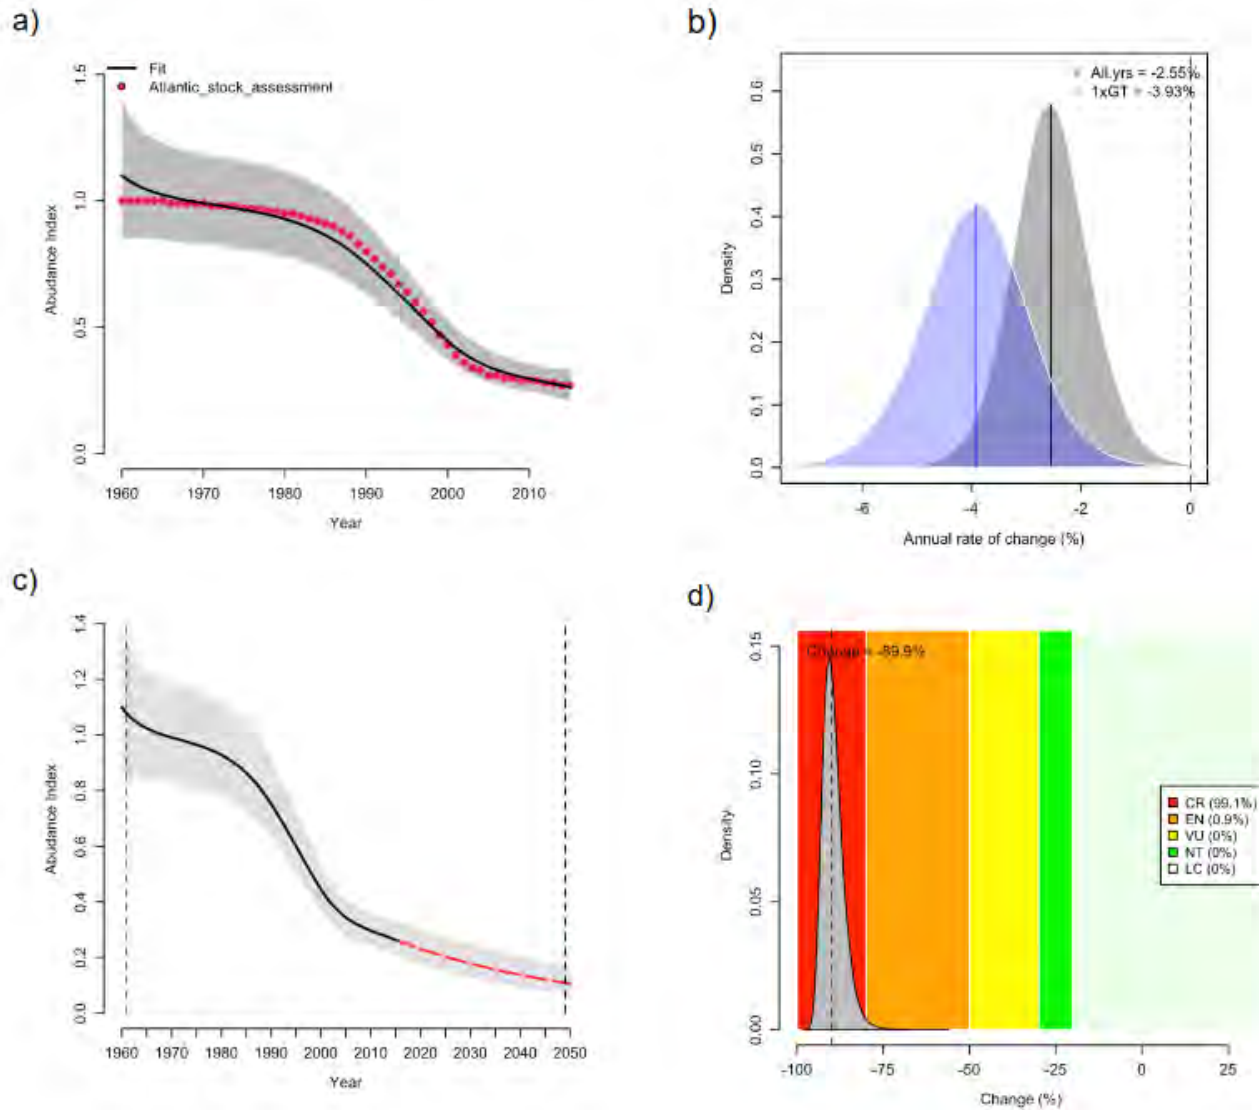 a)
Fit
Atlantic_stock_assessment
1.5
1.0
0.5
0.0
Abudance Index
1960 1970 1980 1990 2000 2010
Year
b)
All.yrs = -2.55%
1xGT = -3.93%
0.6
0.5
0.4
0.3
0.2
0.1
0.0
Density
-6 -4 -2 0
Annual rate of change (%)
c)
1.4
1.2
1.0
0.8
0.6
0.4
0.2
0.0
Abudance Index
1960 1970 1980 1990 2000 2010 2020 2030 2040 2050
Year
d)
Change = -89.9%
0.15
0.10
0.05
0.00
Density
CR (99.1%)
EN (0.9%)
VU (0%)
NT (0%)
LC (0%)
-100 -75 -50 -25 0 25
Change (%)